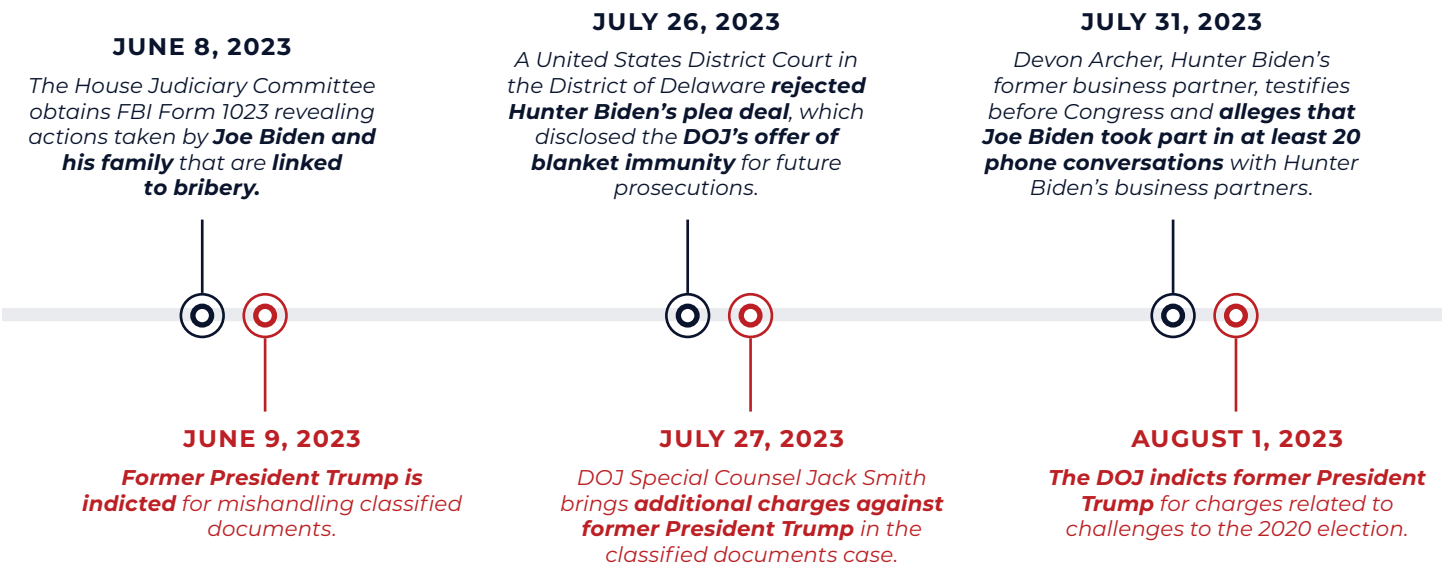 JUNE 8, 2023
The House Judiciary Committee
obtains FBI Form 1023 revealing
actions taken by Joe Biden and
his family that are linked
to bribery.
JULY 26, 2023
A United States District Court in
the District of Delaware rejected
Hunter Biden’s plea deal, which
disclosed the DOJ’s offer of
blanket immunity for future
prosecutions.
JULY 31, 2023
Devon Archer, Hunter Biden’s
former business partner, testifies
before Congress and alleges that
Joe Biden took part in at least 20
phone conversations with Hunter
Biden’s business partners.
JUNE 9, 2023
Former President Trump is
indicted for mishandling classified
documents.
JULY 27, 2023
DOJ Special Counsel Jack Smith
brings additional charges against
former President Trump in the
classified documents case.
AUGUST 1, 2023
The DOJ indicts former President
Trump for charges related to
challenges to the 2020 election.